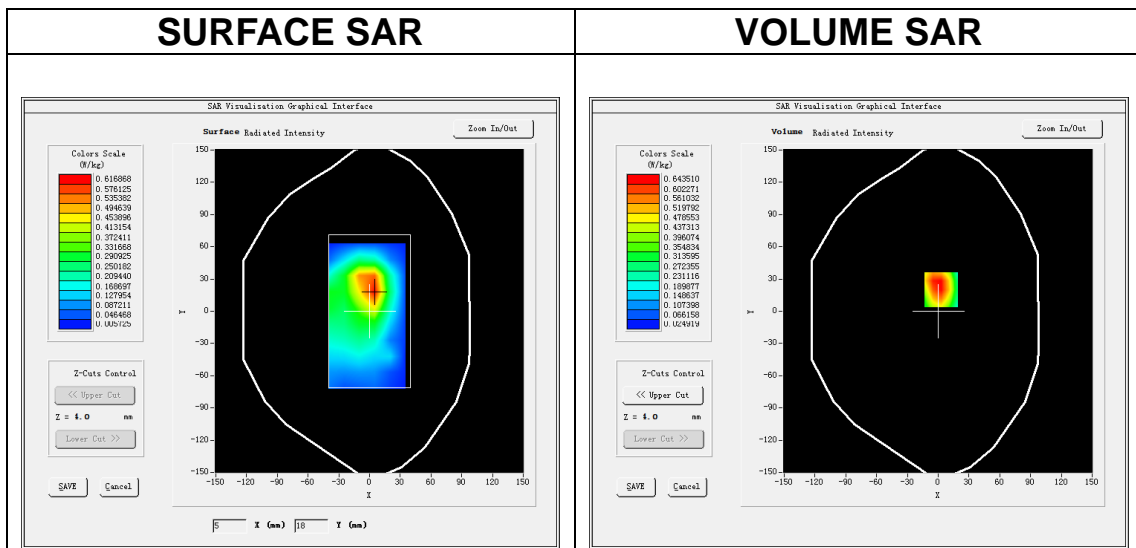 SURFACE SAR
VOLUME SAR
SAR Visualisation Graphical Interface
Surface Radiated Intensity
Zoom In/Out
Colors Scale
(W/kg)
0.616868
0.576125
0.535382
0.494639
0.453896
0.413154
0.372411
0.331668
0.290925
0.250182
0.209440
0.168697
0.127954
0.087211
0.046468
0.005725
Z-Cuts Control
<< Upper Cut
Z = 4.0 mm
Lower Cut >>
SAVE Cancel
150
120
90
60
30
0
-30
-60
-90
-120
-150
Y
-150 -120 -90 -60 -30 0 30 60 90 120 150
X
5 X (mm) 18 Y (mm)
SAR Visualisation Graphical Interface
Volume Radiated Intensity
Zoom In/Out
Colors Scale
(W/kg)
0.643510
0.602271
0.561032
0.519792
0.478553
0.437313
0.396074
0.354834
0.313595
0.272355
0.231116
0.189877
0.148637
0.107398
0.066158
0.024919
Z-Cuts Control
<< Upper Cut
Z = 4.0 mm
Lower Cut >>
SAVE Cancel
150
120
90
60
30
0
-30
-60
-90
-120
-150
Y
-150 -120 -90 -60 -30 0 30 60 90 120 150
X